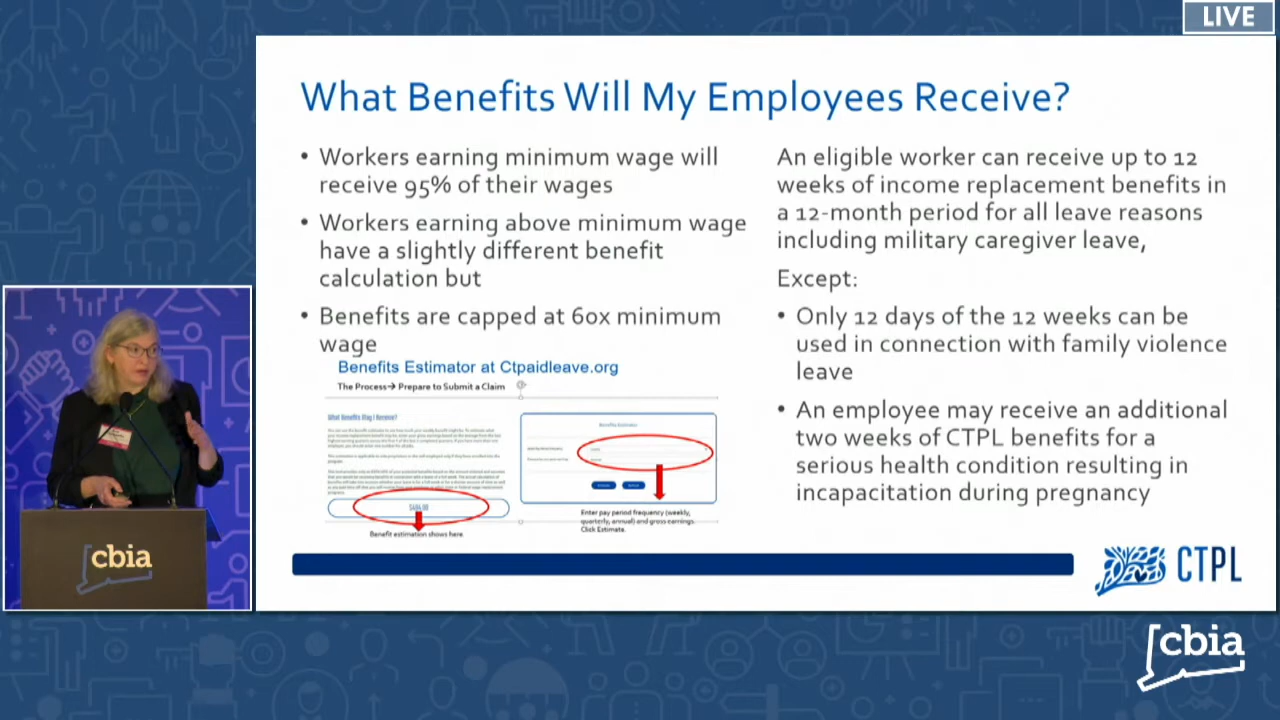 LIVE
What Benefits Will My Employees Receive?
• Workers earning minimum wage will
receive 95% of their wages
• Workers earning above minimum wage
have a slightly different benefit
calculation but
• Benefits are capped at 60x minimum
wage
Benefits Estimator at Ctpaidleave.org
The Process→ Prepare to Submit a Claim
What Benefits May I Receive?
Benefits Estimator
Benefit estimation shows here
Enter pay period frequency (weekly,
quarterly, annual) and gross earnings.
Click Estimate.
An eligible worker can receive up to 12
weeks of income replacement benefits in
a 12-month period for all leave reasons
including military caregiver leave,
Except:
• Only 12 days of the 12 weeks can be
used in connection with family violence
leave
• An employee may receive an additional
two weeks of CTPL benefits for a
serious health condition resulting in
incapacitation during pregnancy
CTPL
cbia
cbia